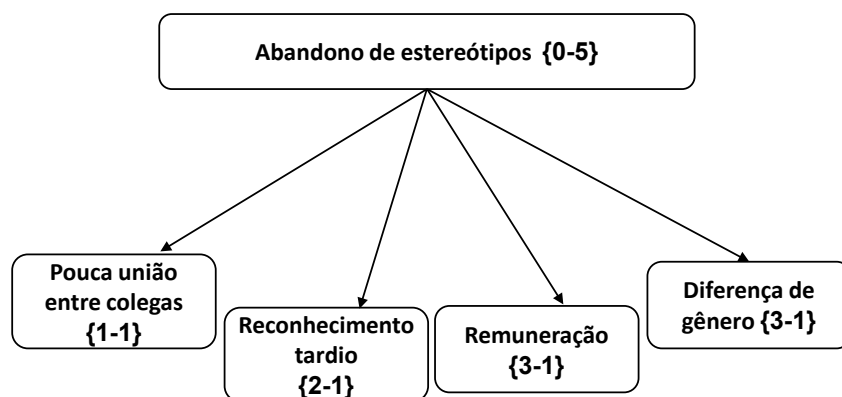 Abandono de estereótipos {0-5}
Pouca união
entre colegas
{1-1}
Reconhecimento
tardio
{2-1}
Remuneração
{3-1}
Diferença de
gênero {3-1}